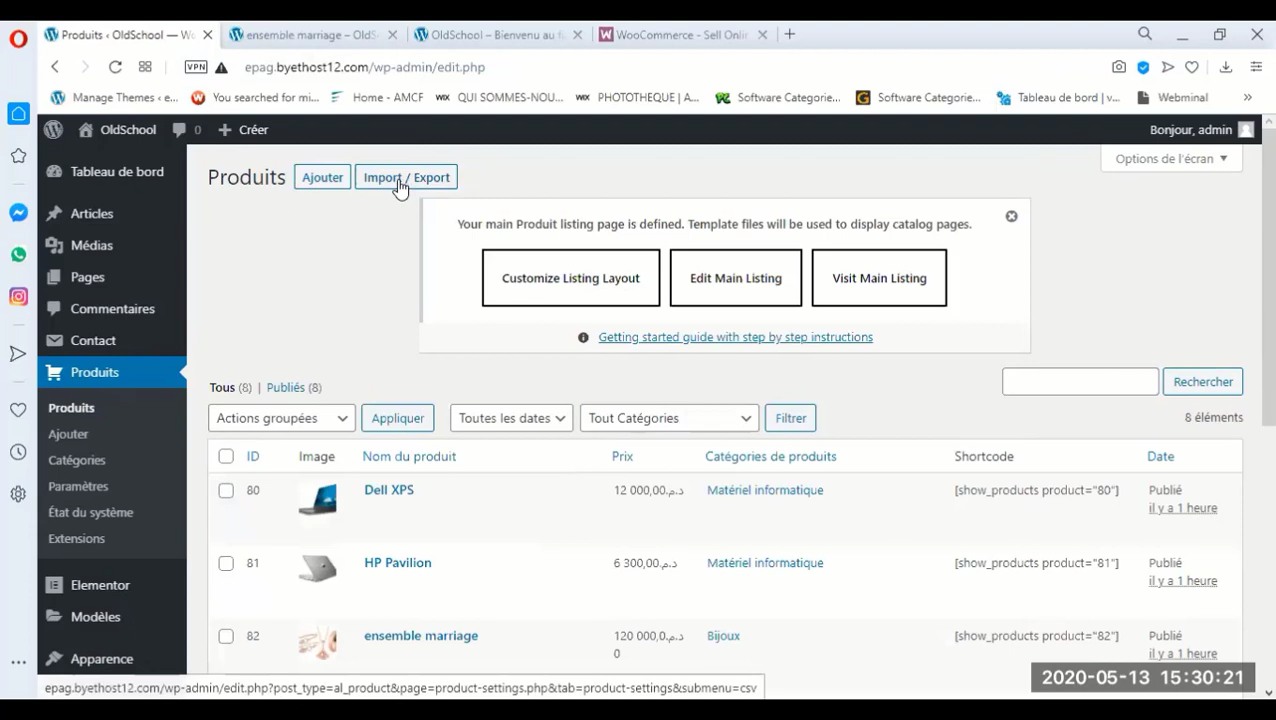 Produits ‹ OldSchool — Wo
ensemble marriage – OldS
OldSchool – Bienvenu au f
WooCommerce - Sell Onli
VPN epag.byethost12.com/wp-admin/edit.php
Manage Themes ‹ e...
You searched for mi...
Home - AMCF
WIX QUI SOMMES-NOU...
WIX PHOTOTHEQUE | A...
Software Categorie...
G Software Categorie...
Tableau de bord | v...
Webminal
OldSchool 0 Créer
Bonjour, admin
Tableau de bord
Articles
Médias
Pages
Commentaires
Contact
Produits
Produits
Ajouter
Catégories
Paramètres
État du système
Extensions
Elementor
Modèles
Apparence
Options de l'écran
Produits Ajouter Import / Export
Your main Produit listing page is defined. Template files will be used to display catalog pages.
Customize Listing Layout Edit Main Listing Visit Main Listing
Getting started guide with step by step instructions
Tous (8) | Publiés (8)
Rechercher
Actions groupées Appliquer Toutes les dates Tout Catégories Filtrer 8 éléments
ID Image Nom du produit Prix Catégories de produits Shortcode Date
80 Dell XPS 12 000,00د.م. Matériel informatique [show_products product="80"] Publié
il y a 1 heure
81 HP Pavilion 6 300,00د.م. Matériel informatique [show_products product="81"] Publié
il y a 1 heure
82 ensemble marriage 120 000,0د.م. Bijoux [show_products product="82"] Publié
0 il y a 1 heure
epag.byethost12.com/wp-admin/edit.php?post_type=al_product&page=product-settings.php&tab=product-settings&submenu=csv
2020-05-13 15:30:21